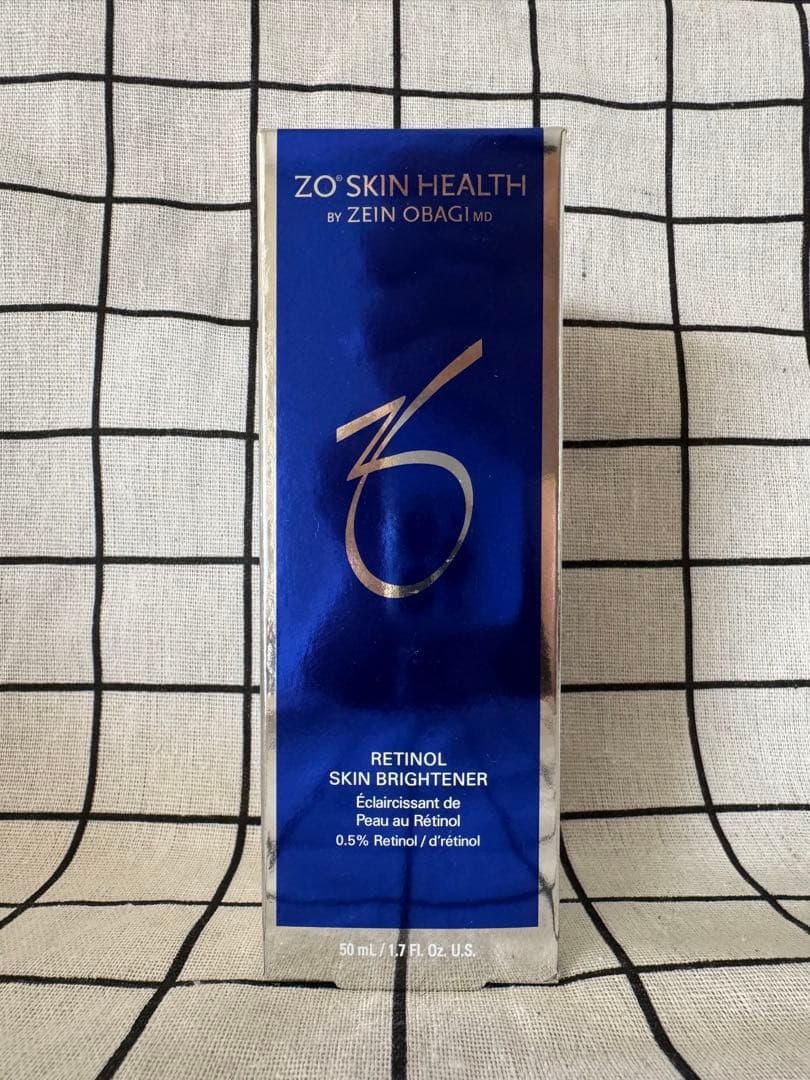 ZO® SKIN HEALTH
BY ZEIN OBAGI MD
RETINOL
SKIN BRIGHTENER
Éclaircissant de
Peau au Rétinol
0.5% Retinol / d'rétinol
50 mL / 1.7 Fl. Oz. U.S.